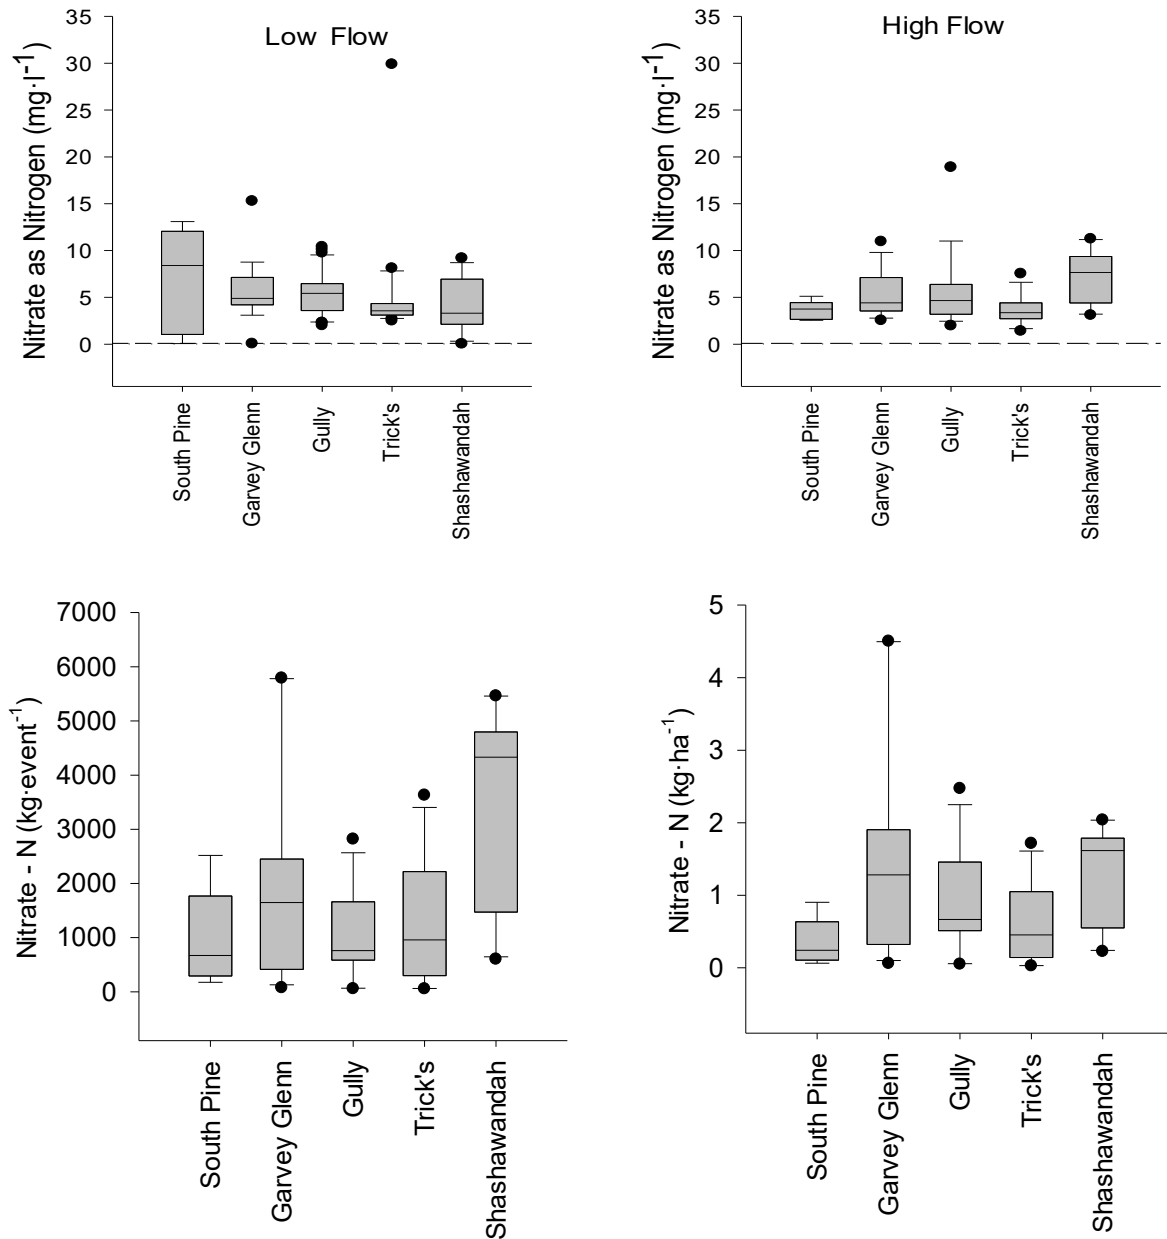 Low Flow
Nitrate as Nitrogen (mg·l-1)
35
30
25
20
15
10
5
0
South Pine
Garvey Glenn
Gully
Trick's
Shashawandah
High Flow
Nitrate as Nitrogen (mg·l-1)
35
30
25
20
15
10
5
0
South Pine
Garvey Glenn
Gully
Trick's
Shashawandah
Nitrate - N (kg·event-1)
7000
6000
5000
4000
3000
2000
1000
0
South Pine
Garvey Glenn
Gully
Trick's
Shashawandah
Nitrate - N (kg·ha-1)
5
4
3
2
1
0
South Pine
Garvey Glenn
Gully
Trick's
Shashawandah